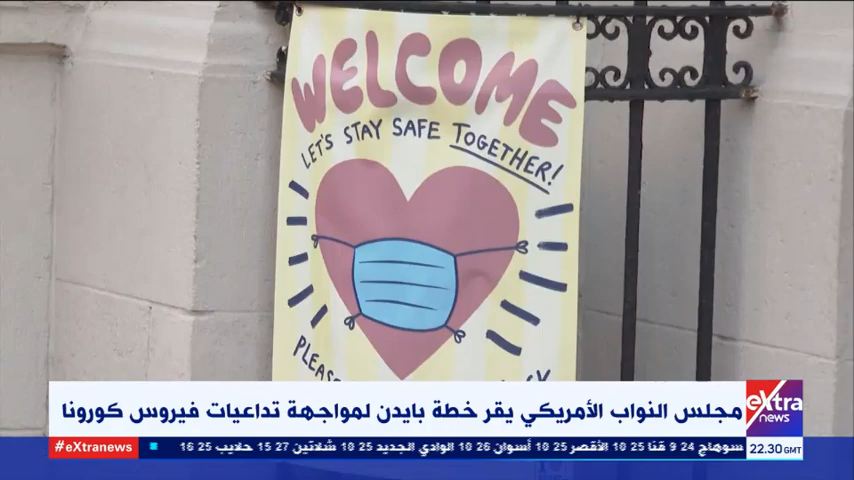 WELCOME
LET'S STAY SAFE TOGETHER!
PLEASE
مجلس النواب الأمريكي يقر خطة بايدن لمواجهة تداعيات فيروس كورونا
eXtra
news
22.30 GMT
سوهاج 24 9 قنا 25 10 الأقصر 25 10 أسوان 26 10 الوادي الجديد 25 10 شلاتين 27 15 حلايب 25 16
#eXtranews